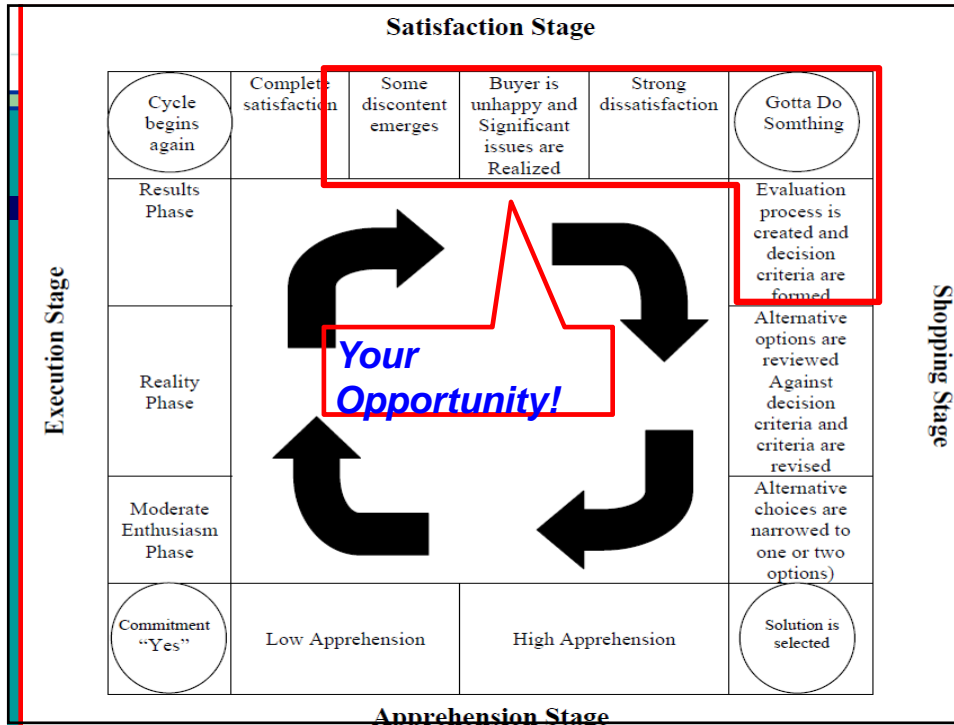 Satisfaction Stage
Cycle
begins
again
Complete
satisfaction
Some
discontent
emerges
Buyer is
unhappy and
Significant
issues are
Realized
Strong
dissatisfaction
Gotta Do
Somthing
Results
Phase
Evaluation
process is
created and
decision
criteria are
formed
Execution Stage
Your
Opportunity!
Shopping Stage
Reality
Phase
Alternative
options are
reviewed
Against
decision
criteria and
criteria are
revised
Moderate
Enthusiasm
Phase
Alternative
choices are
narrowed to
one or two
options)
Commitment
“Yes”
Low Apprehension
High Apprehension
Solution is
selected
Apprehension Stage